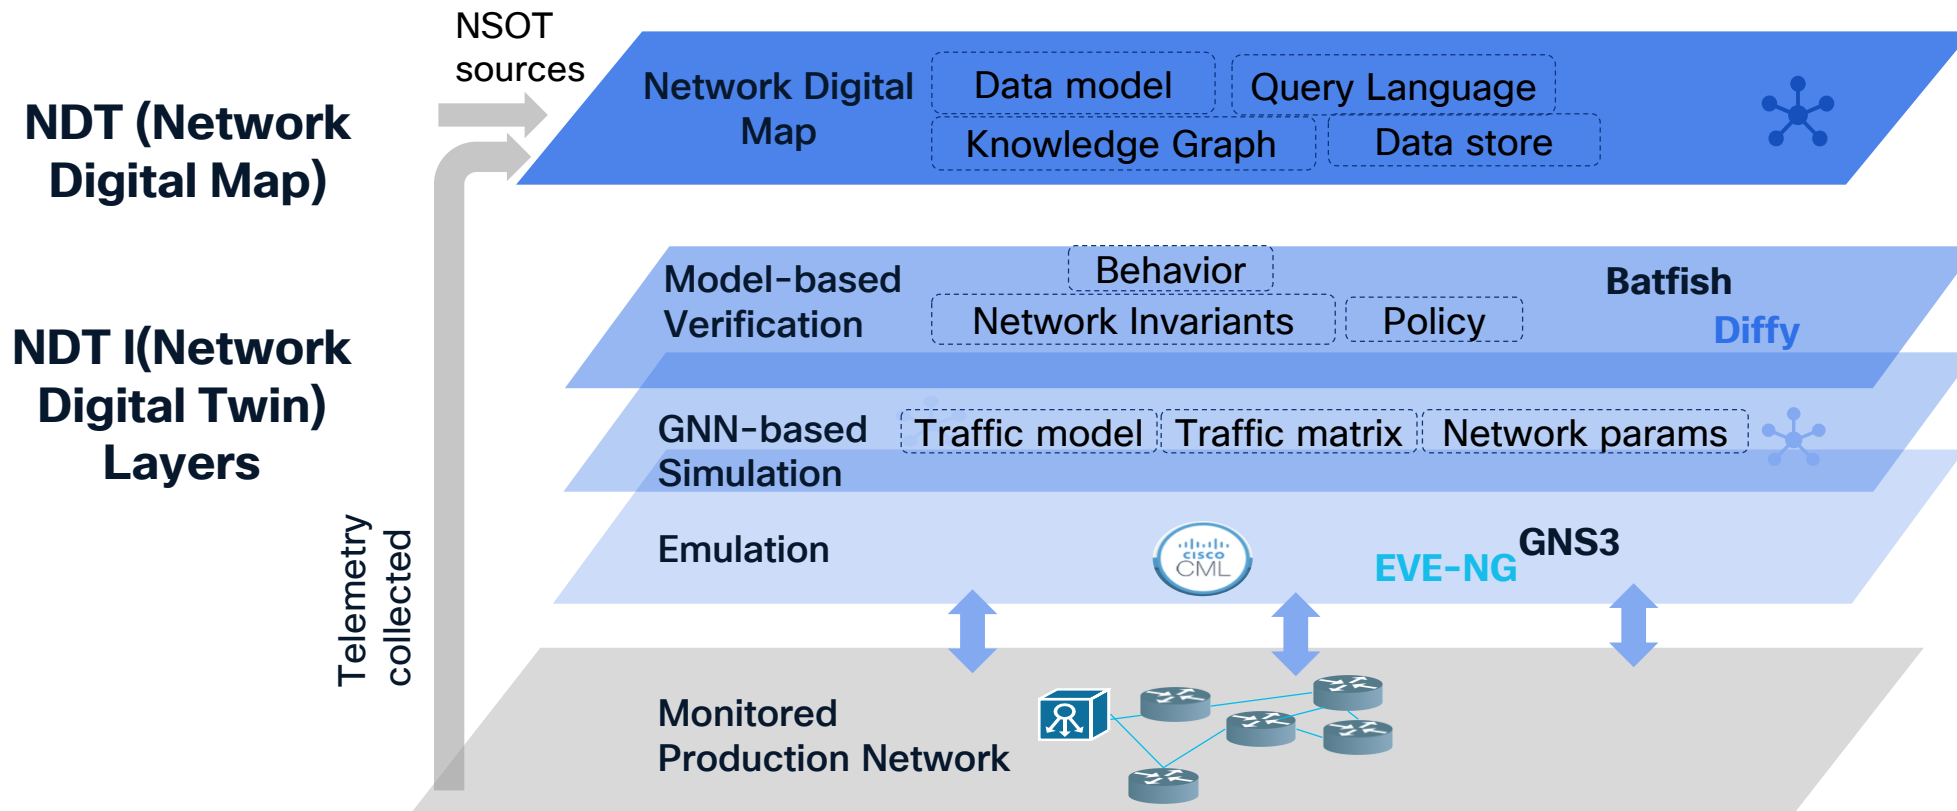 NSOT
sources
NDT (Network
Digital Map)
Network Digital
Map
Data model
Query Language
Knowledge Graph
Data store
NDT I(Network
Digital Twin)
Layers
Model-based
Verification
Behavior
Network Invariants
Policy
Batfish
Diffy
GNN-based
Simulation
Traffic model
Traffic matrix
Network params
Telemetry
collected
Emulation
CISCO
CML
EVE-NG
GNS3
Monitored
Production Network